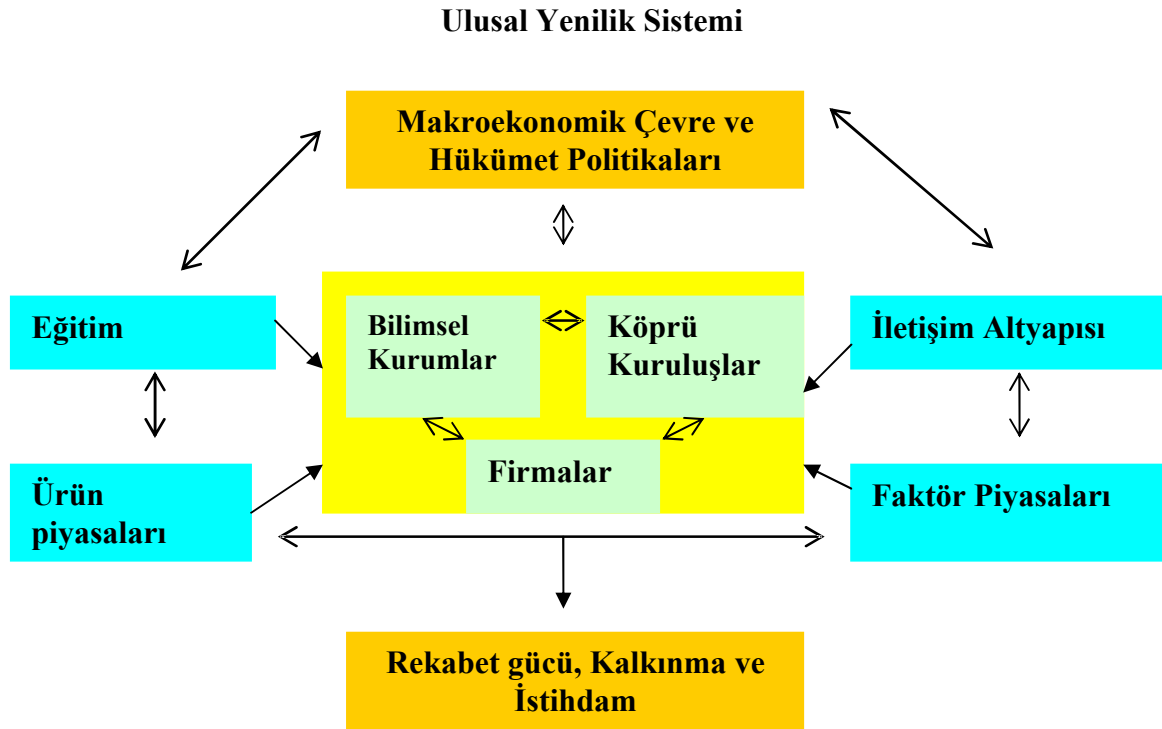 Ulusal Yenilik Sistemi
Makroekonomik Çevre ve
Hükümet Politikaları
Eğitim
Bilimsel
Kurumlar
Köprü
Kuruluşlar
İletişim Altyapısı
Ürün
piyasaları
Firmalar
Faktör Piyasaları
Rekabet gücü, Kalkınma ve
İstihdam